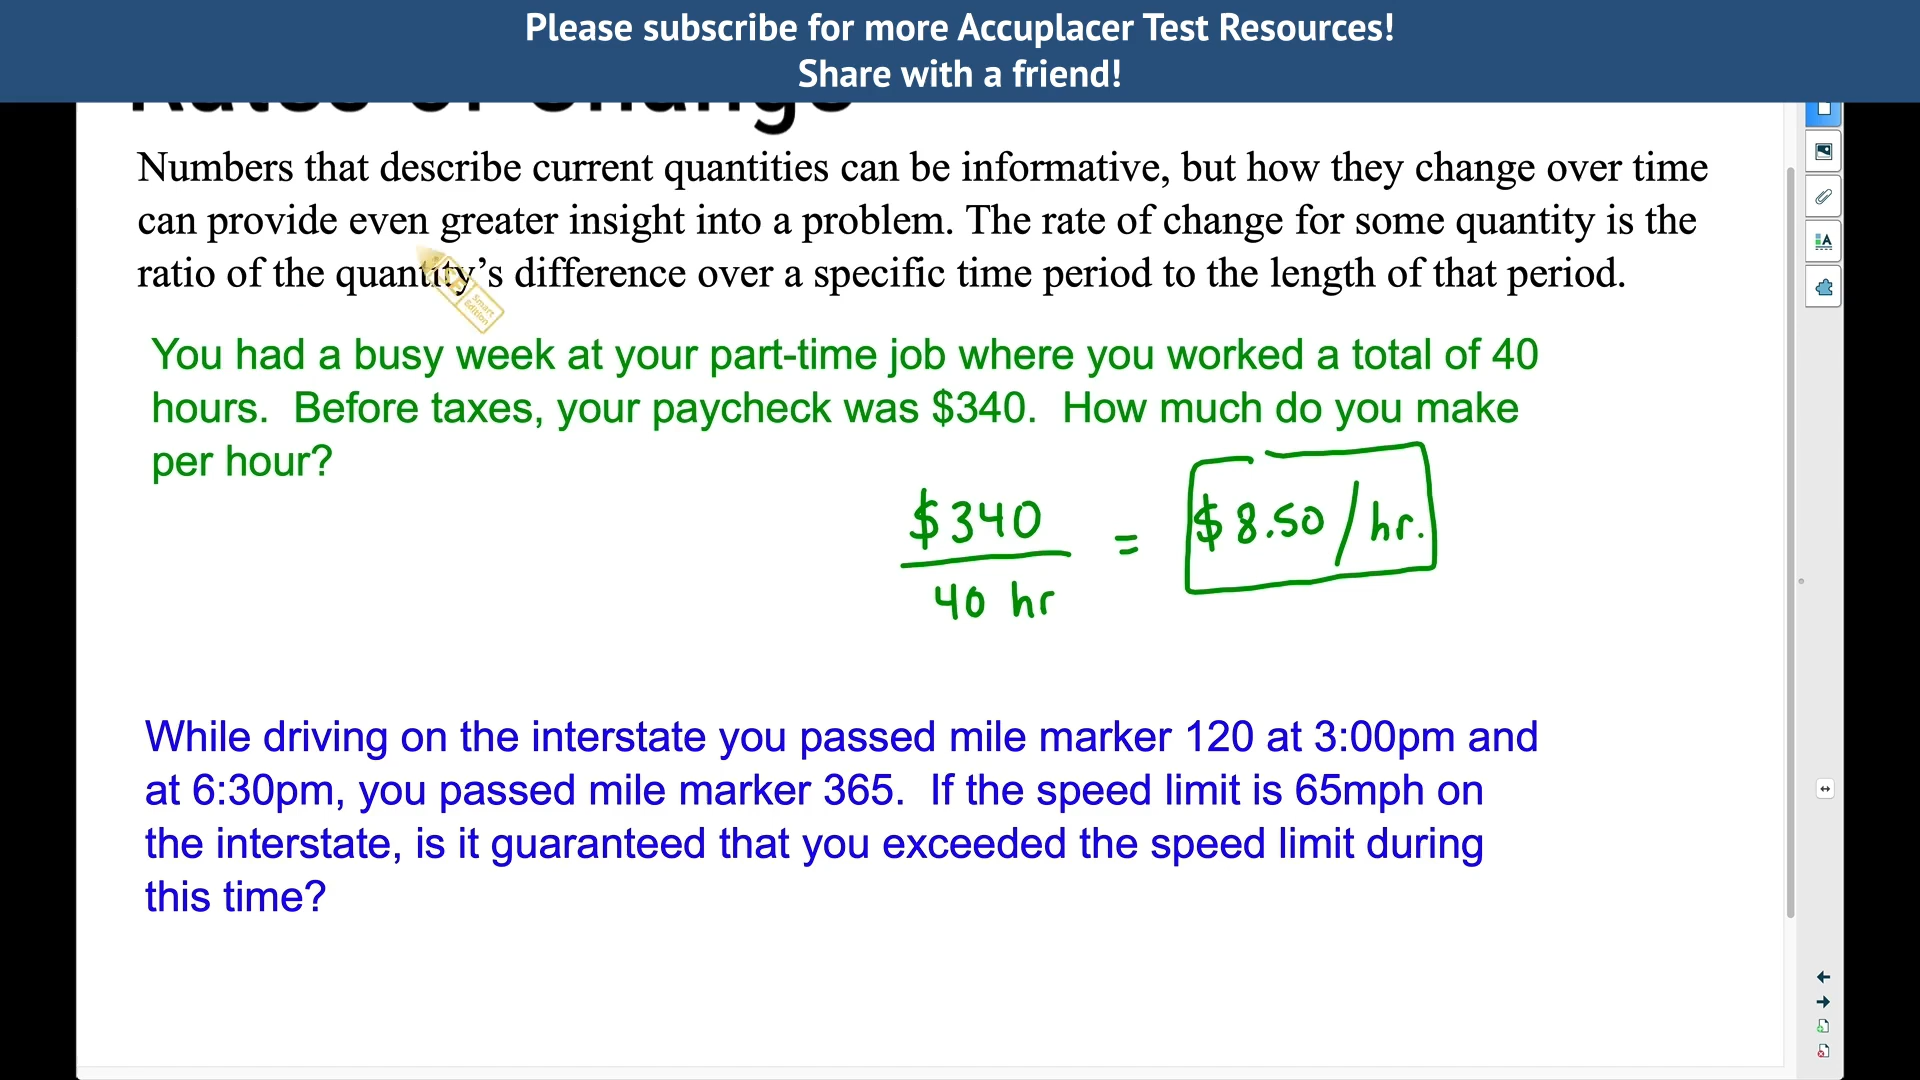 Please subscribe for more Accuplacer Test Resources!
Share with a friend!
Rates of Change
Numbers that describe current quantities can be informative, but how they change over time
can provide even greater insight into a problem. The rate of change for some quantity is the
ratio of the quantity’s difference over a specific time period to the length of that period.
Smart
Edition
You had a busy week at your part-time job where you worked a total of 40
hours. Before taxes, your paycheck was $340. How much do you make
per hour?
$340
40 hr
=
$8.50/hr.
While driving on the interstate you passed mile marker 120 at 3:00pm and
at 6:30pm, you passed mile marker 365. If the speed limit is 65mph on
the interstate, is it guaranteed that you exceeded the speed limit during
this time?